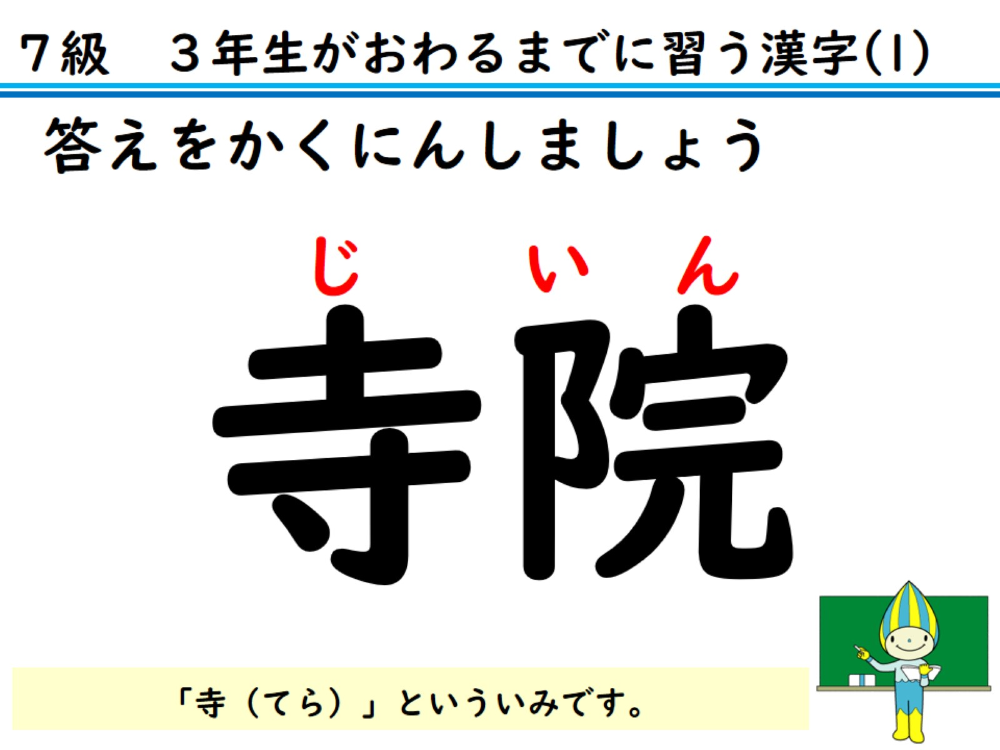 ７級　３年生がおわるまでに習う漢字(1)
答えをかくにんしましょう
じいん
寺院
「寺（てら）」といういみです。